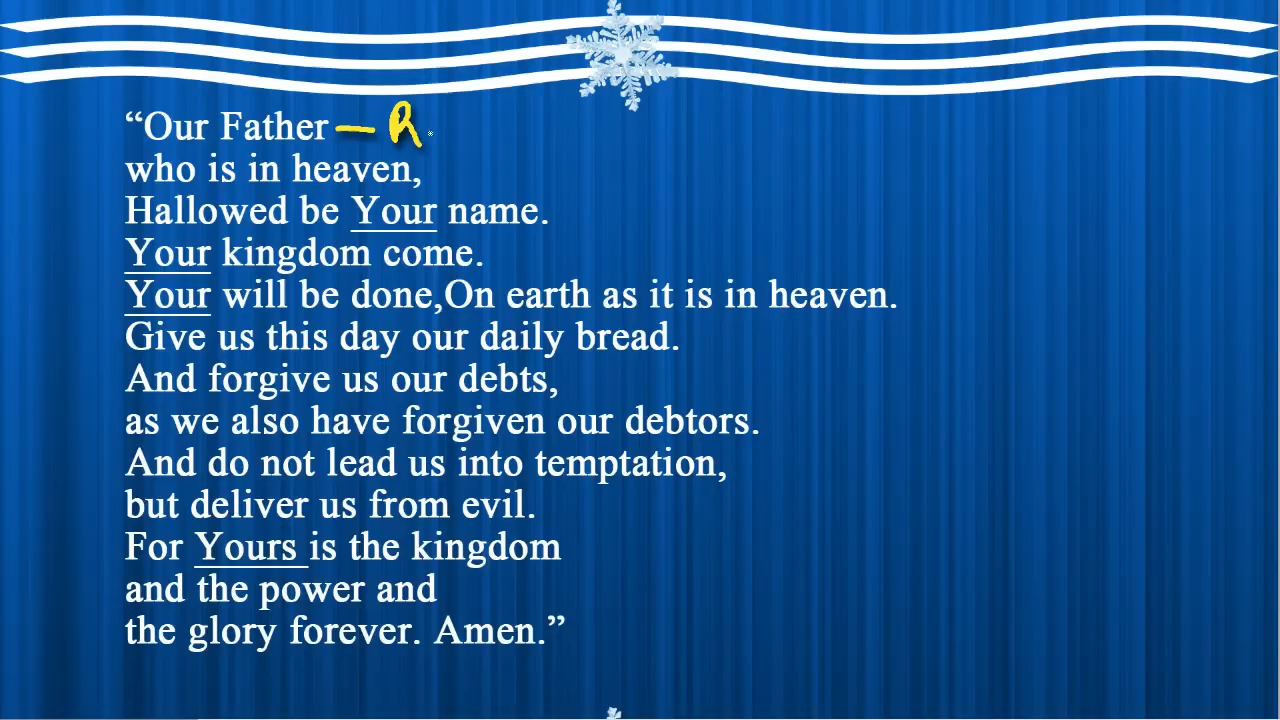 “Our Father — R
who is in heaven,
Hallowed be Your name.
Your kingdom come.
Your will be done,On earth as it is in heaven.
Give us this day our daily bread.
And forgive us our debts,
as we also have forgiven our debtors.
And do not lead us into temptation,
but deliver us from evil.
For Yours is the kingdom
and the power and
the glory forever. Amen.”